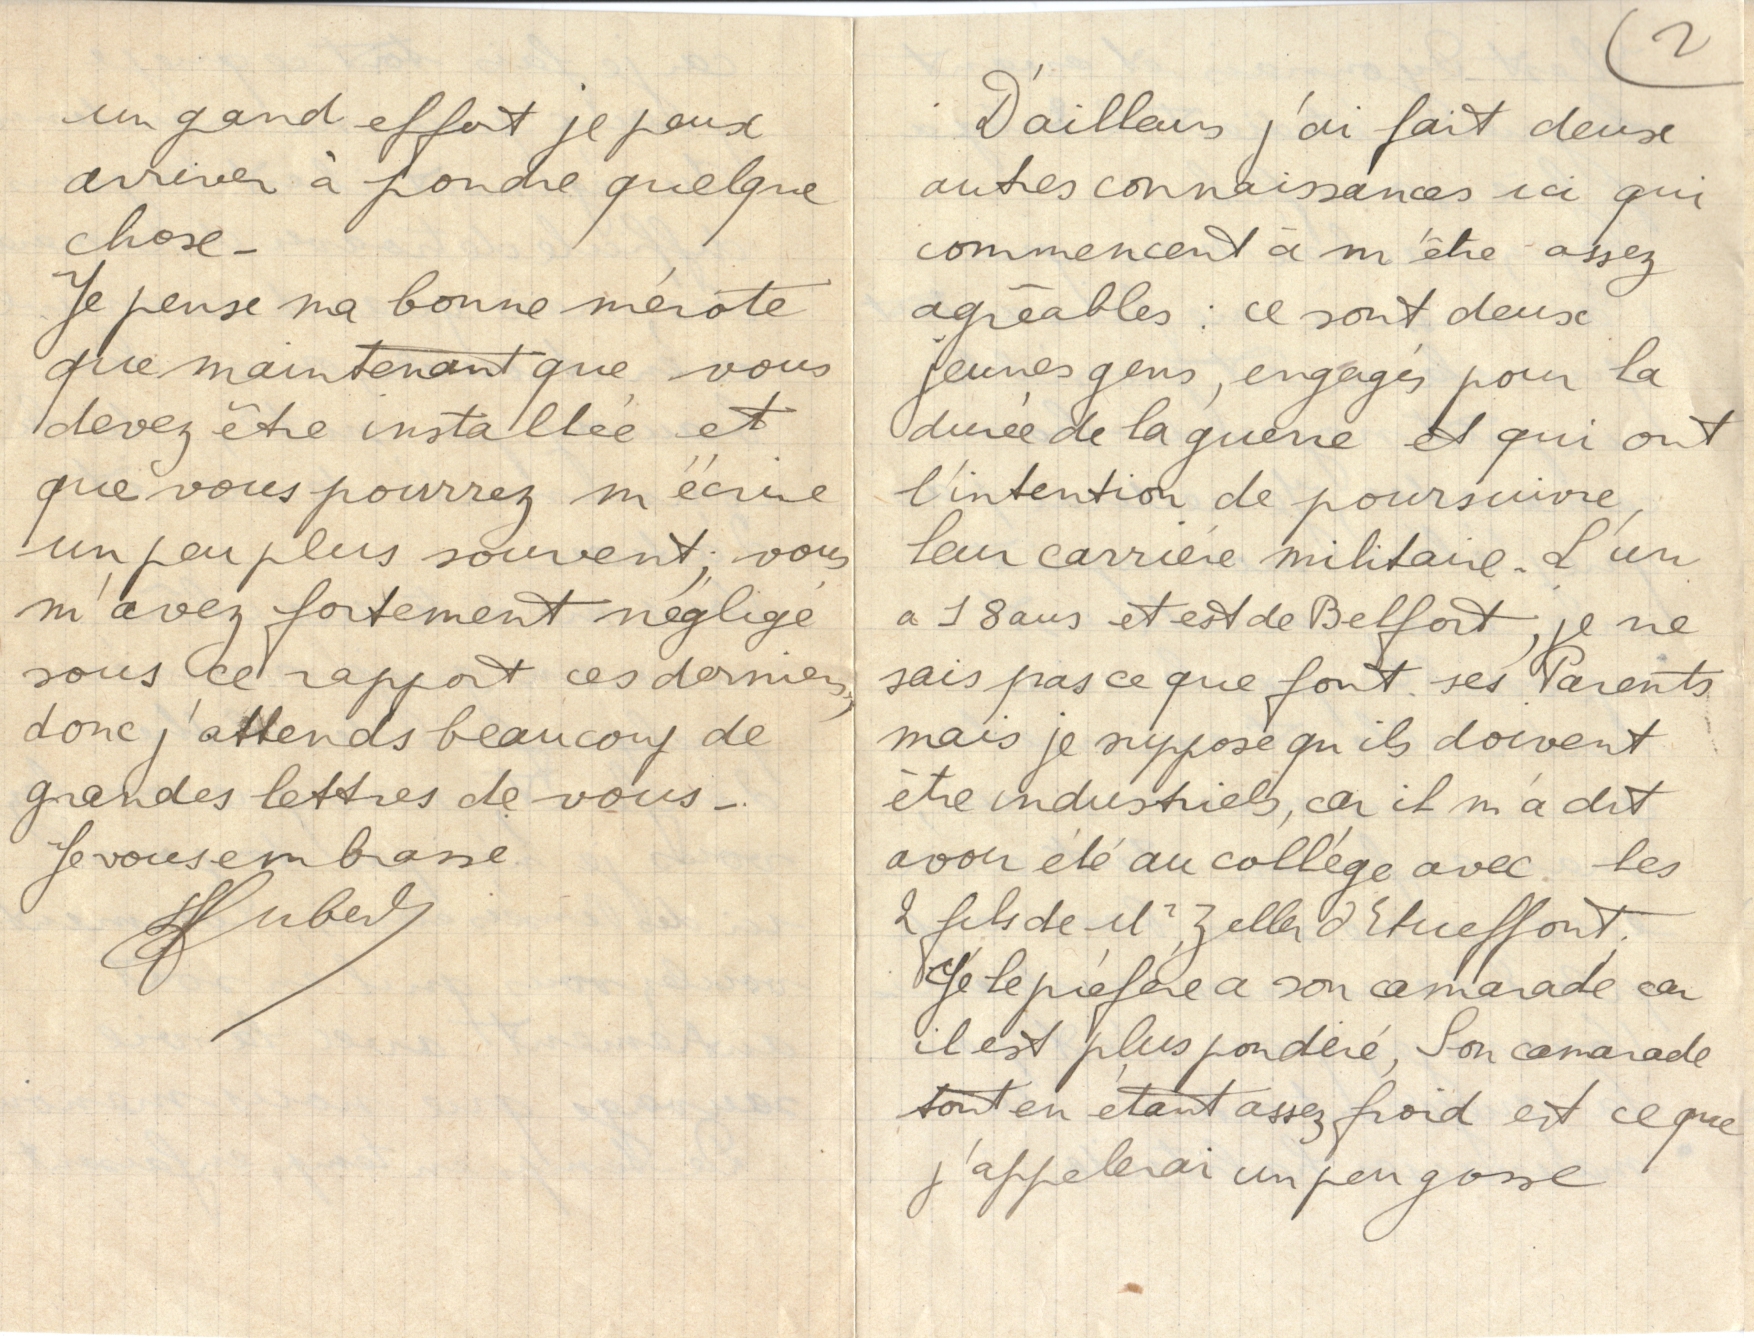 un gand effort je peux
arriver à pondre quelque
chose –
Je pense ma bonne mérote
que maintenant que vous
devez être installée et
que vous pourrez m'écrire
un peu plus souvent; vous
m'avez fortement négligé
sous ce rapport ces derniers,
donc j'attends beaucoup de
grandes lettres de vous –
Je vous embrasse
Hubert
2
D'ailleurs j'ai fait deux
autres connaissances ici qui
commencent à m'être assez
agréables : ce sont deux
jeunes gens, engagés pour la
durée de la guerre et qui ont
l'intention de poursuivre
leur carrière militaire. L'un
a 18 ans et est de Belfort, je ne
sais pas ce que font ses Parents
mais je suppose qu'ils doivent
être industriels, car il m'a dit
avoir été au collège avec les
2 fils de Mr Zeller d'Etueffont.
Je le préfère a son camarade car
il est plus pondéré, Son camarade
tout en étant assez froid est ce que
j'appelerai un peu gosse